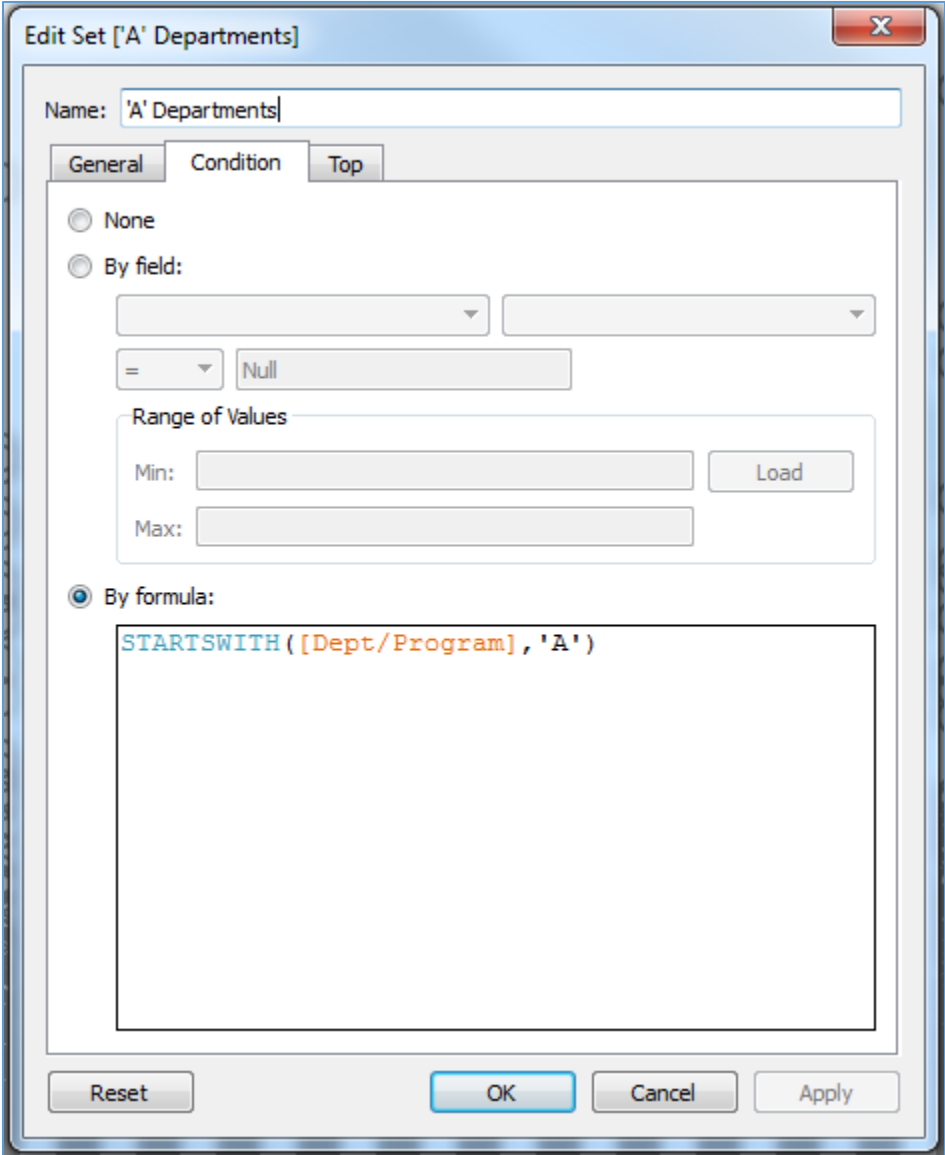 Edit Set ['A' Departments]
Name: 'A' Departments
General Condition Top
None
By field:
= Null
Range of Values
Min: Load
Max:
By formula:
STARTSWITH([Dept/Program],'A')
Reset OK Cancel Apply